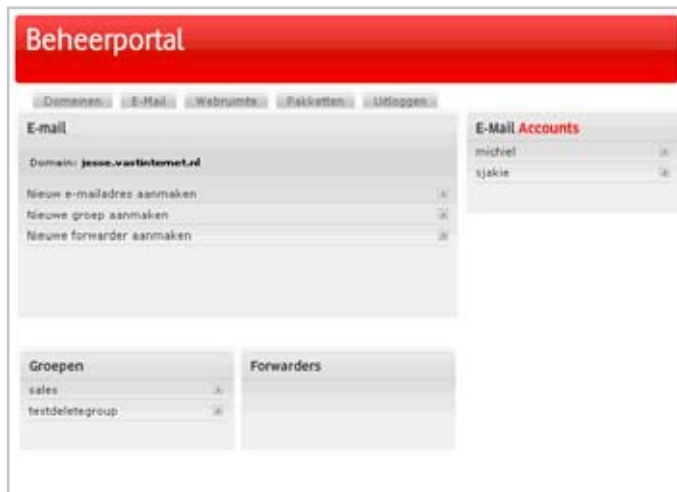 Beheerportal
Domeinen E-Mail Webruimte Pakketten Uitloggen
E-mail
Domein: jesse.vastinternet.nl
Nieuw e-mailadres aanmaken
Nieuwe groep aanmaken
Nieuwe forwarder aanmaken
E-Mail Accounts
michiel
sjakie
Groepen
sales
testdeletegroup
Forwarders